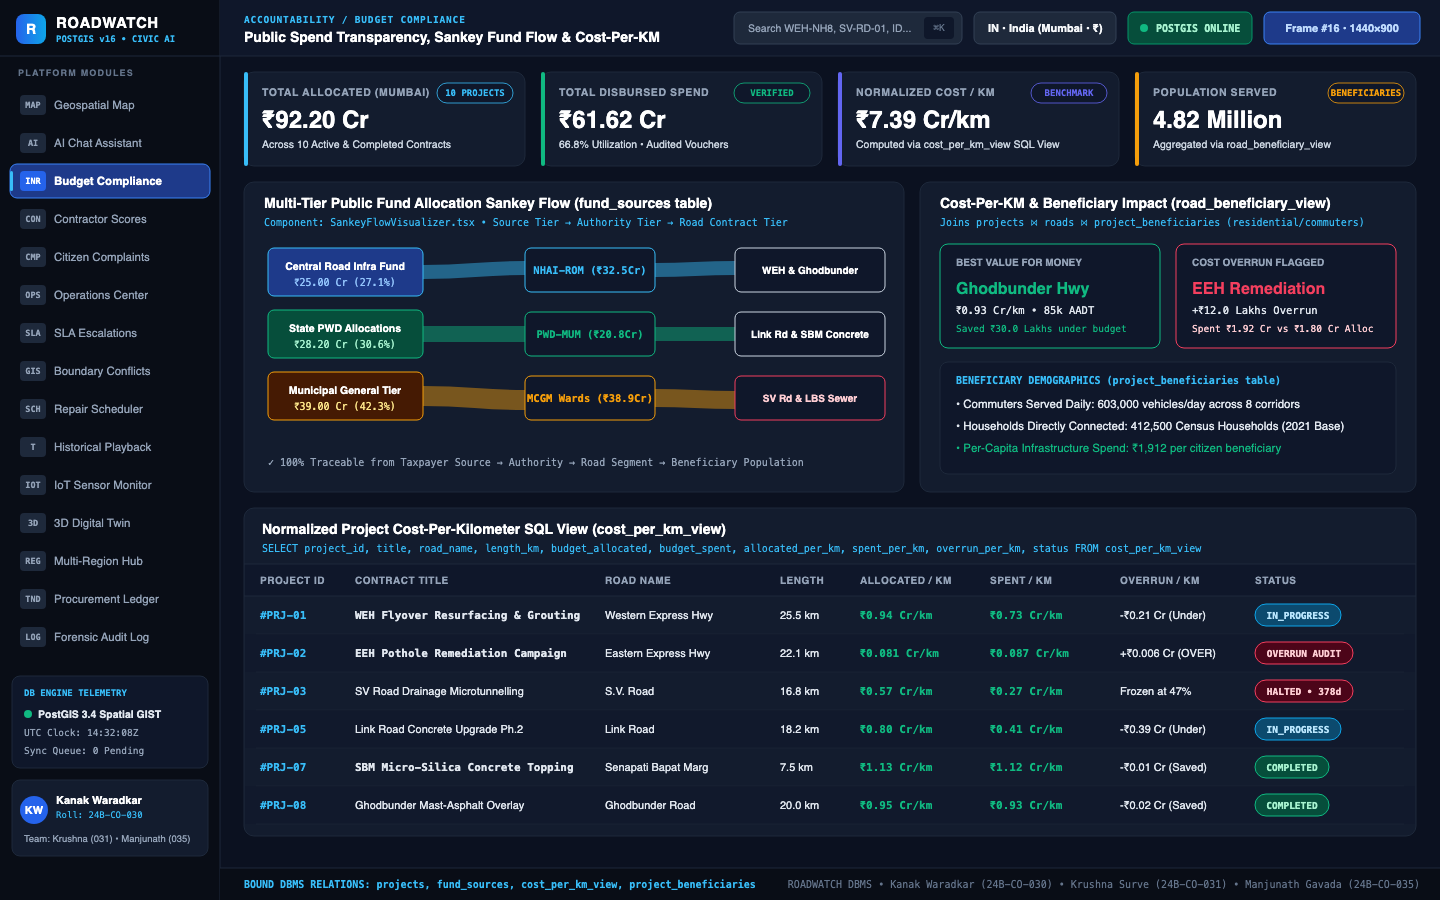 R
ROADWATCH
POSTGIS v16 • CIVIC AI
PLATFORM MODULES
MAP Geospatial Map
AI AI Chat Assistant
INR Budget Compliance
CON Contractor Scores
CMP Citizen Complaints
OPS Operations Center
SLA SLA Escalations
GIS Boundary Conflicts
SCH Repair Scheduler
T Historical Playback
IOT IoT Sensor Monitor
3D 3D Digital Twin
REG Multi-Region Hub
TND Procurement Ledger
LOG Forensic Audit Log
DB ENGINE TELEMETRY
PostGIS 3.4 Spatial GIST
UTC Clock: 14:32:08Z
Sync Queue: 0 Pending
KW
Kanak Waradkar
Roll: 24B-CO-030
Team: Krushna (031) • Manjunath (035)
ACCOUNTABILITY / BUDGET COMPLIANCE
Public Spend Transparency, Sankey Fund Flow & Cost-Per-KM
Search WEH-NH8, SV-RD-01, ID... ⌘K
IN • India (Mumbai • ₹)
POSTGIS ONLINE
Frame #16 • 1440×900
TOTAL ALLOCATED (MUMBAI) 10 PROJECTS
₹92.20 Cr
Across 10 Active & Completed Contracts
TOTAL DISBURSED SPEND VERIFIED
₹61.62 Cr
66.8% Utilization • Audited Vouchers
NORMALIZED COST / KM BENCHMARK
₹7.39 Cr/km
Computed via cost_per_km_view SQL View
POPULATION SERVED BENEFICIARIES
4.82 Million
Aggregated via road_beneficiary_view
Multi-Tier Public Fund Allocation Sankey Flow (fund_sources table)
Component: SankeyFlowVisualizer.tsx • Source Tier → Authority Tier → Road Contract Tier
Central Road Infra Fund
₹25.00 Cr (27.1%)
NHAI-ROM (₹32.5Cr)
WEH & Ghodbunder
State PWD Allocations
₹28.20 Cr (30.6%)
PWD-MUM (₹20.8Cr)
Link Rd & SBM Concrete
Municipal General Tier
₹39.00 Cr (42.3%)
MCGM Wards (₹38.9Cr)
SV Rd & LBS Sewer
✓ 100% Traceable from Taxpayer Source → Authority → Road Segment → Beneficiary Population
Cost-Per-KM & Beneficiary Impact (road_beneficiary_view)
Joins projects ⋈ roads ⋈ project_beneficiaries (residential/commuters)
BEST VALUE FOR MONEY
Ghodbunder Hwy
₹0.93 Cr/km • 85k AADT
Saved ₹30.0 Lakhs under budget
COST OVERRUN FLAGGED
EEH Remediation
+₹12.0 Lakhs Overrun
Spent ₹1.92 Cr vs ₹1.80 Cr Alloc
BENEFICIARY DEMOGRAPHICS (project_beneficiaries table)
• Commuters Served Daily: 603,000 vehicles/day across 8 corridors
• Households Directly Connected: 412,500 Census Households (2021 Base)
• Per-Capita Infrastructure Spend: ₹1,912 per citizen beneficiary
Normalized Project Cost-Per-Kilometer SQL View (cost_per_km_view)
SELECT project_id, title, road_name, length_km, budget_allocated, budget_spent, allocated_per_km, spent_per_km, overrun_per_km, status FROM cost_per_km_view
PROJECT ID CONTRACT TITLE ROAD NAME LENGTH ALLOCATED / KM SPENT / KM OVERRUN / KM STATUS
#PRJ-01 WEH Flyover Resurfacing & Grouting Western Express Hwy 25.5 km ₹0.94 Cr/km ₹0.73 Cr/km -₹0.21 Cr (Under) IN_PROGRESS
#PRJ-02 EEH Pothole Remediation Campaign Eastern Express Hwy 22.1 km ₹0.081 Cr/km ₹0.087 Cr/km +₹0.006 Cr (OVER) OVERRUN AUDIT
#PRJ-03 SV Road Drainage Microtunnelling S.V. Road 16.8 km ₹0.57 Cr/km ₹0.27 Cr/km Frozen at 47% HALTED • 378d
#PRJ-05 Link Road Concrete Upgrade Ph.2 Link Road 18.2 km ₹0.80 Cr/km ₹0.41 Cr/km -₹0.39 Cr (Under) IN_PROGRESS
#PRJ-07 SBM Micro-Silica Concrete Topping Senapati Bapat Marg 7.5 km ₹1.13 Cr/km ₹1.12 Cr/km -₹0.01 Cr (Saved) COMPLETED
#PRJ-08 Ghodbunder Mast-Asphalt Overlay Ghodbunder Road 20.0 km ₹0.95 Cr/km ₹0.93 Cr/km -₹0.02 Cr (Saved) COMPLETED
BOUND DBMS RELATIONS: projects, fund_sources, cost_per_km_view, project_beneficiaries
ROADWATCH DBMS • Kanak Waradkar (24B-CO-030) • Krushna Surve (24B-CO-031) • Manjunath Gavada (24B-CO-035)